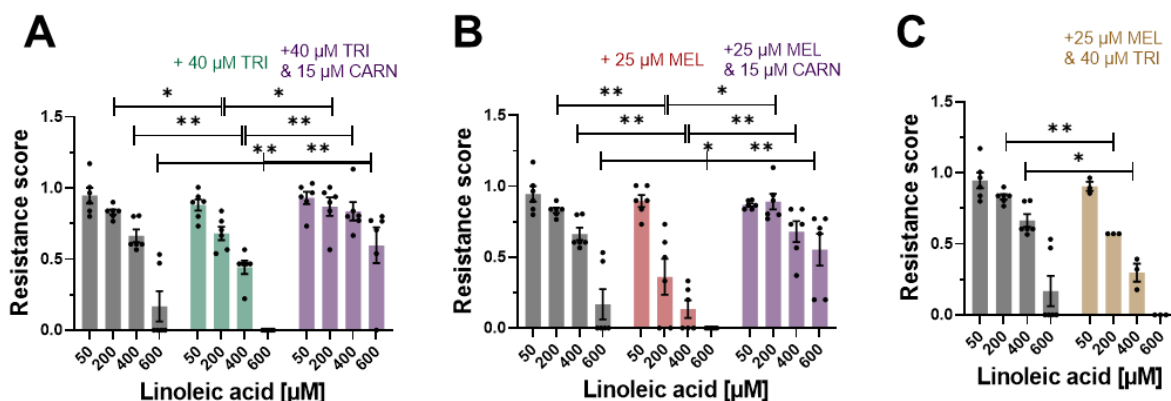 A
+ 40 µM TRI
+40 µM TRI
& 15 µM CARN
* *
** **
** **
Resistance score
1.5
1.0
0.5
0.0
50 200 400 600 50 200 400 600 50 200 400 600
Linoleic acid [µM]
B
+ 25 µM MEL
+25 µM MEL
& 15 µM CARN
** *
** **
* **
Resistance score
1.5
1.0
0.5
0.0
50 200 400 600 50 200 400 600 50 200 400 600
Linoleic acid [µM]
C
+25 µM MEL
& 40 µM TRI
**
*
Resistance score
1.5
1.0
0.5
0.0
50 200 400 600 50 200 400 600
Linoleic acid [µM]